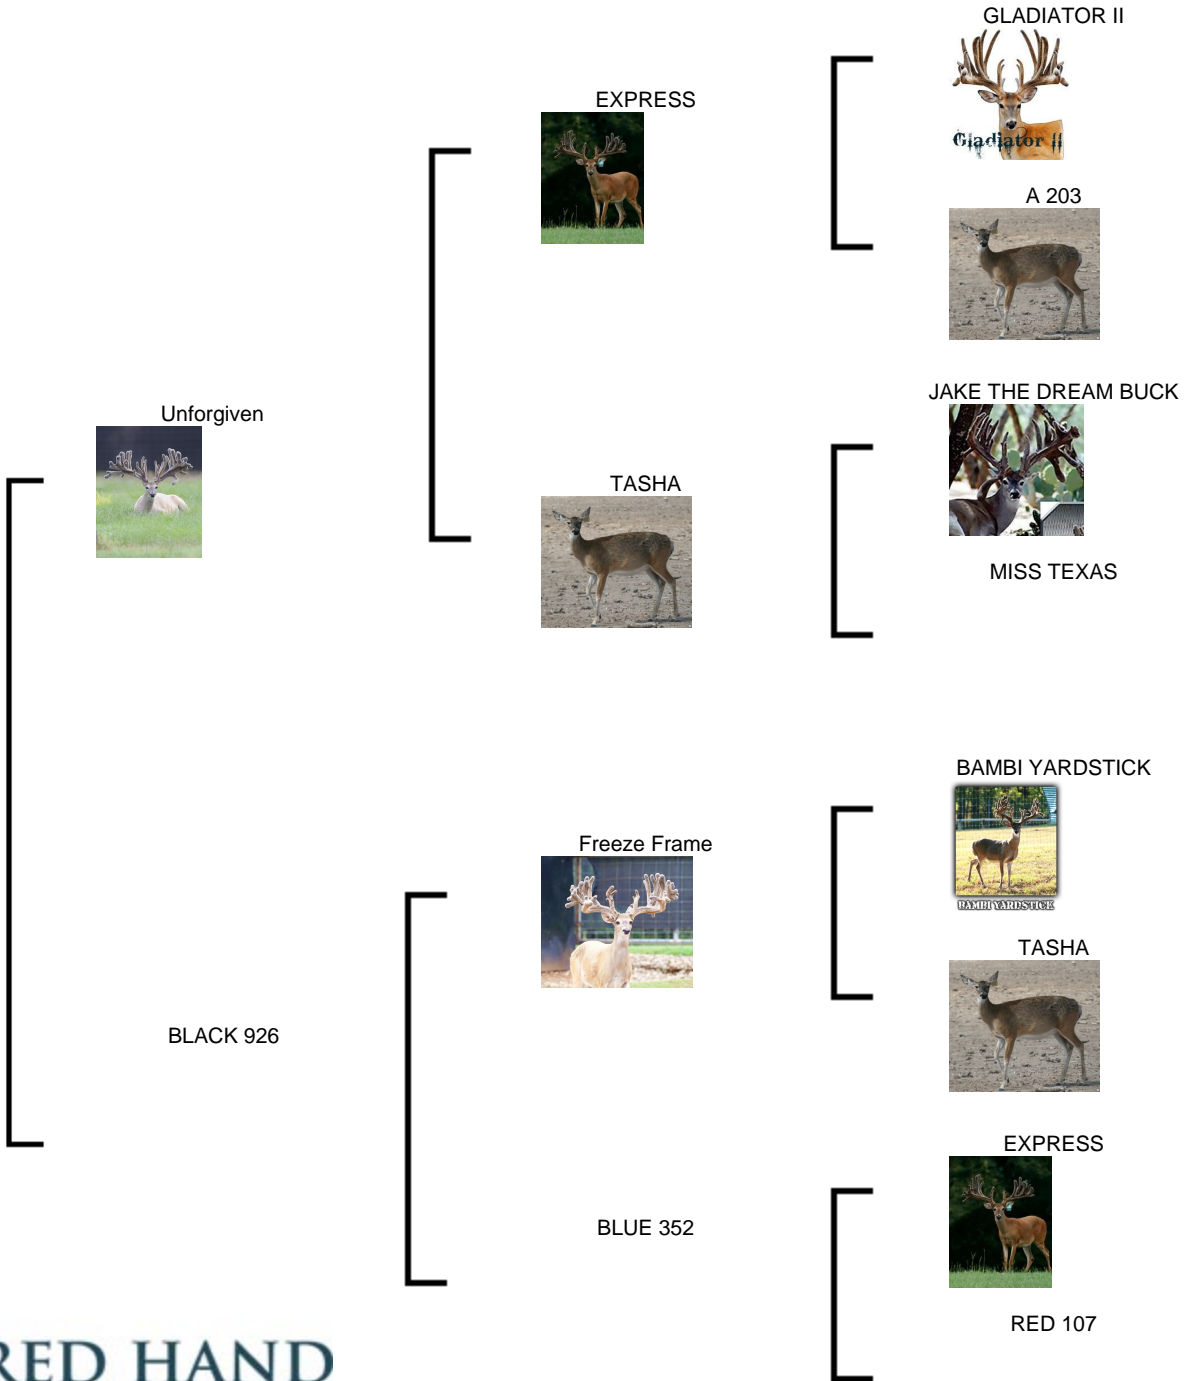 GLADIATOR II
Gladiator II
EXPRESS
A 203
JAKE THE DREAM BUCK
Unforgiven
TASHA
MISS TEXAS
BAMBI YARDSTICK
Freeze Frame
BAMBI YARDSTICK
TASHA
BLACK 926
EXPRESS
BLUE 352
RED 107
RED HAND